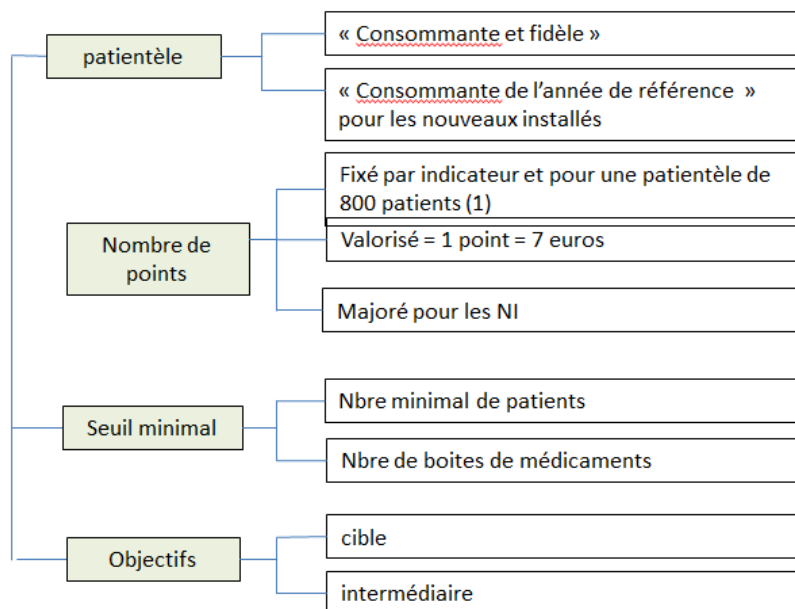 patientèle
« Consommante et fidèle »
« Consommante de l'année de référence »
pour les nouveaux installés
Nombre de
points
Fixé par indicateur et pour une patientèle de
800 patients (1)
Valorisé = 1 point = 7 euros
Majoré pour les NI
Seuil minimal
Nbre minimal de patients
Nbre de boites de médicaments
Objectifs
cible
intermédiaire